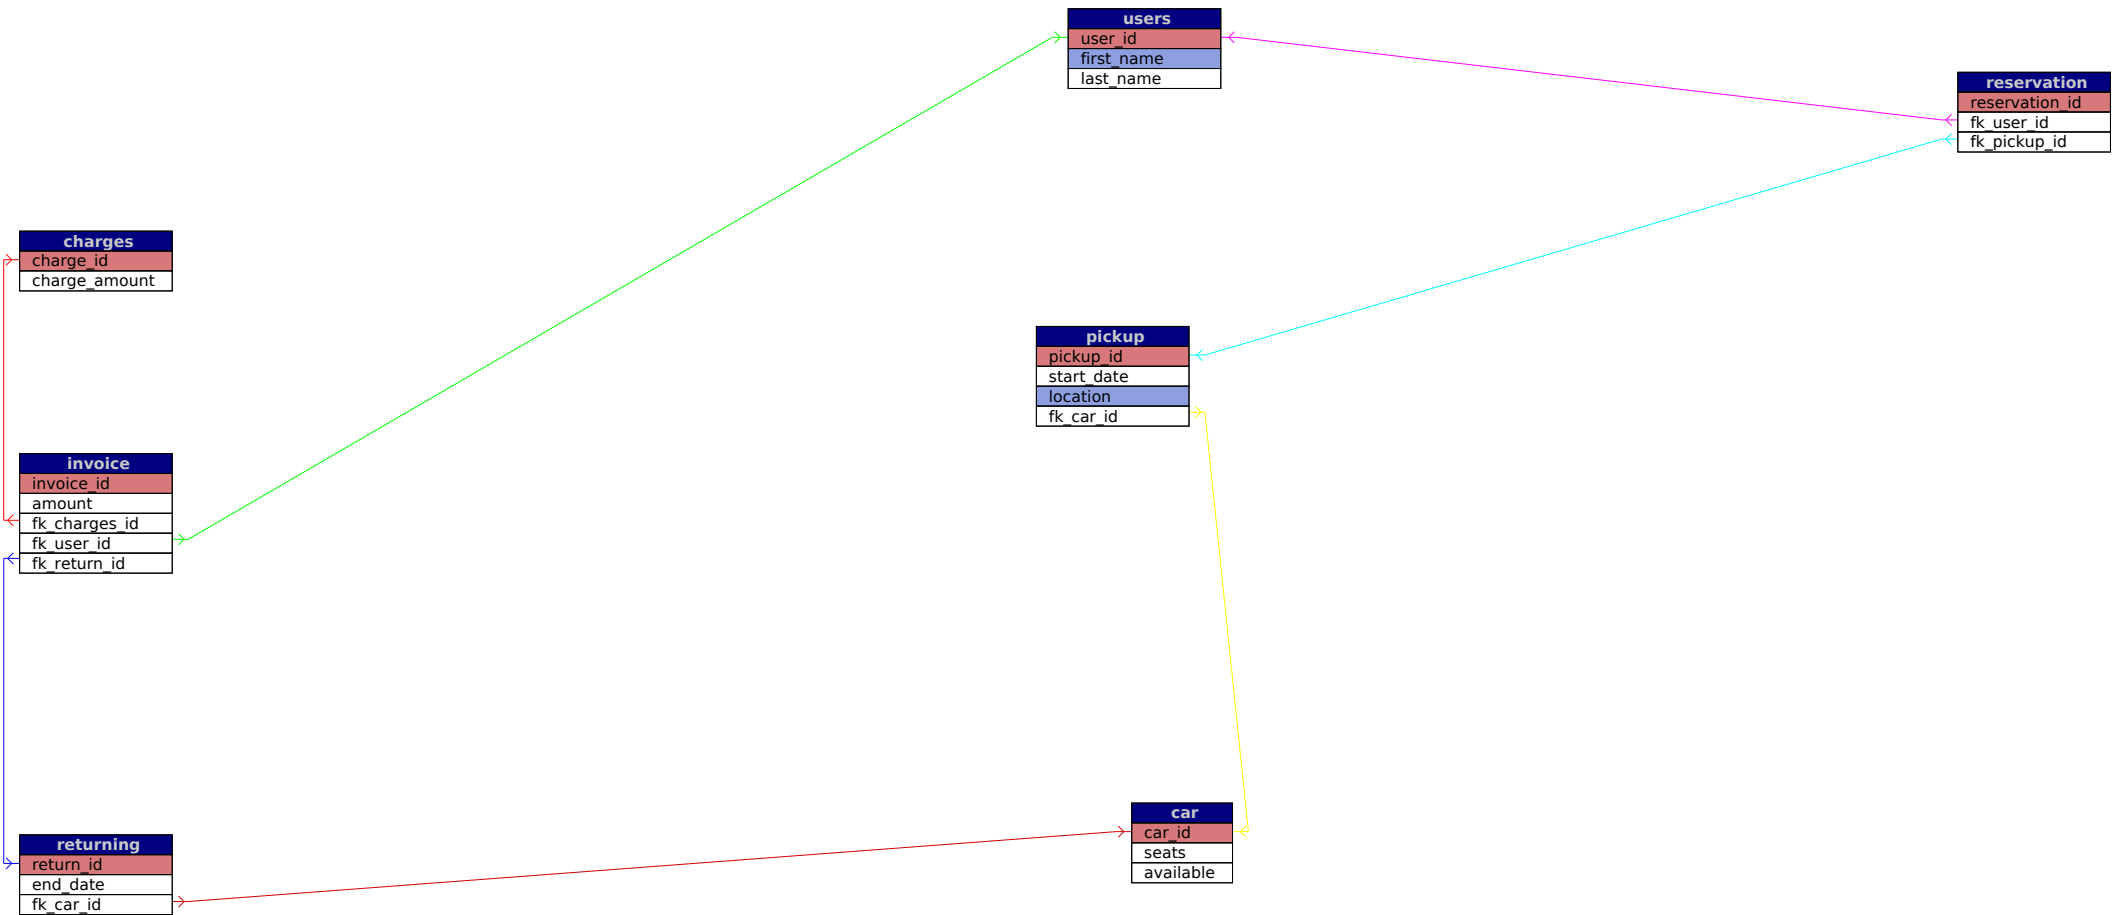 users
user_id
first_name
last_name
reservation
reservation_id
fk_user_id
fk_pickup_id
charges
charge_id
charge_amount
pickup
pickup_id
start_date
location
fk_car_id
invoice
invoice_id
amount
fk_charges_id
fk_user_id
fk_return_id
car
car_id
seats
available
returning
return_id
end_date
fk_car_id